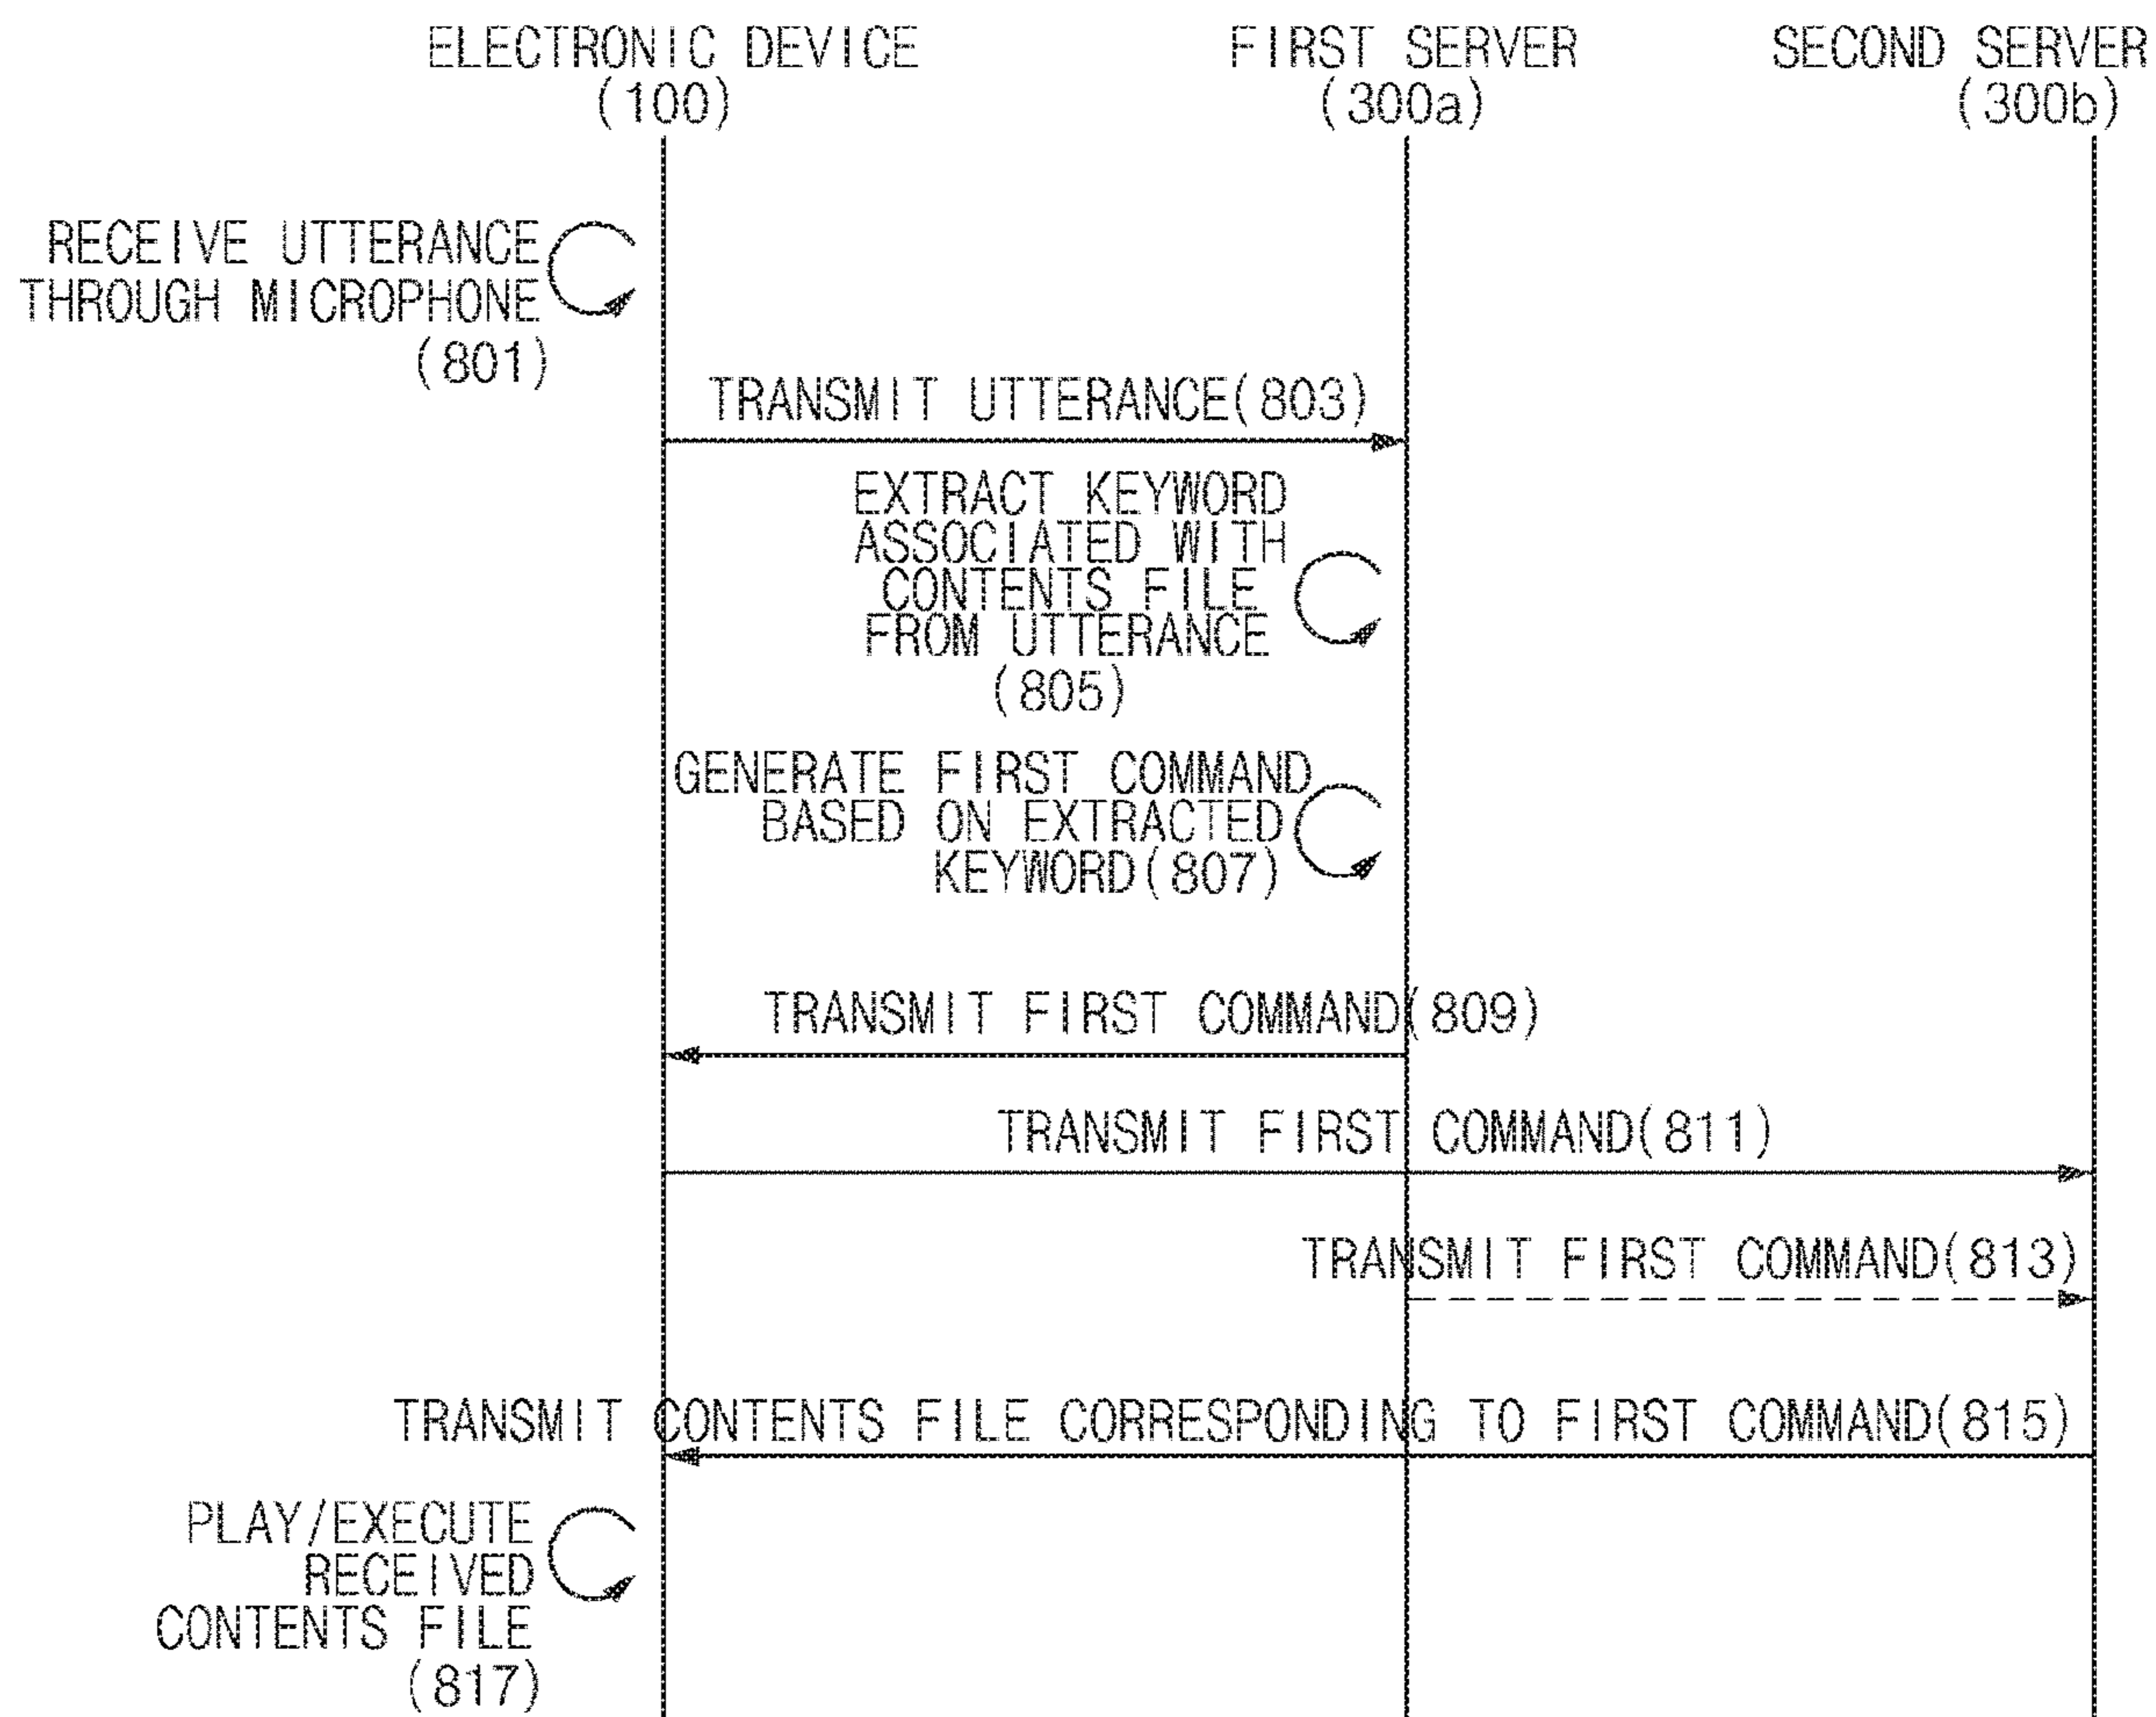 ELECTRONIC DEVICE
(100)
FIRST SERVER
(300a)
SECOND SERVER
(300b)
RECEIVE UTTERANCE
THROUGH MICROPHONE
(801)
TRANSMIT UTTERANCE(803)
EXTRACT KEYWORD
ASSOCIATED WITH
CONTENTS FILE
FROM UTTERANCE
(805)
GENERATE FIRST COMMAND
BASED ON EXTRACTED
KEYWORD(807)
TRANSMIT FIRST COMMAND(809)
TRANSMIT FIRST COMMAND(811)
TRANSMIT FIRST COMMAND(813)
TRANSMIT CONTENTS FILE CORRESPONDING TO FIRST COMMAND(815)
PLAY/EXECUTE
RECEIVED
CONTENTS FILE
(817)